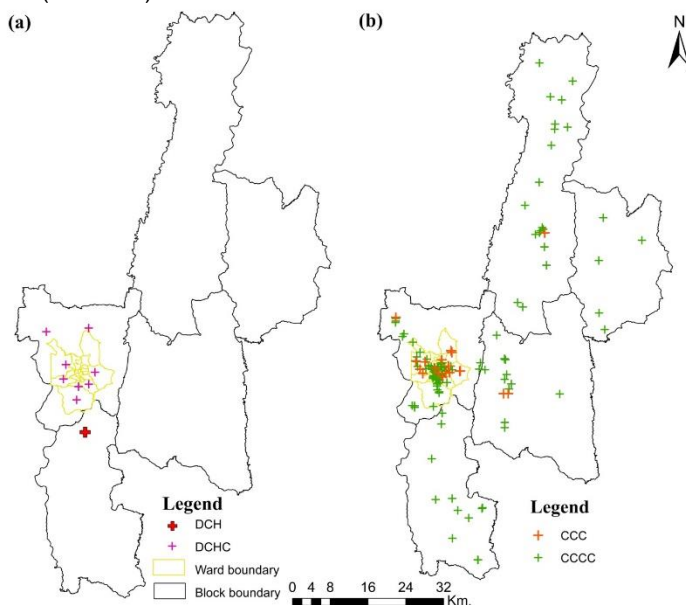 (a)
(b)
N
Legend
DCH
DCHC
Ward boundary
Block boundary
Legend
CCC
CCCC
0 4 8 16 24 32
Km.